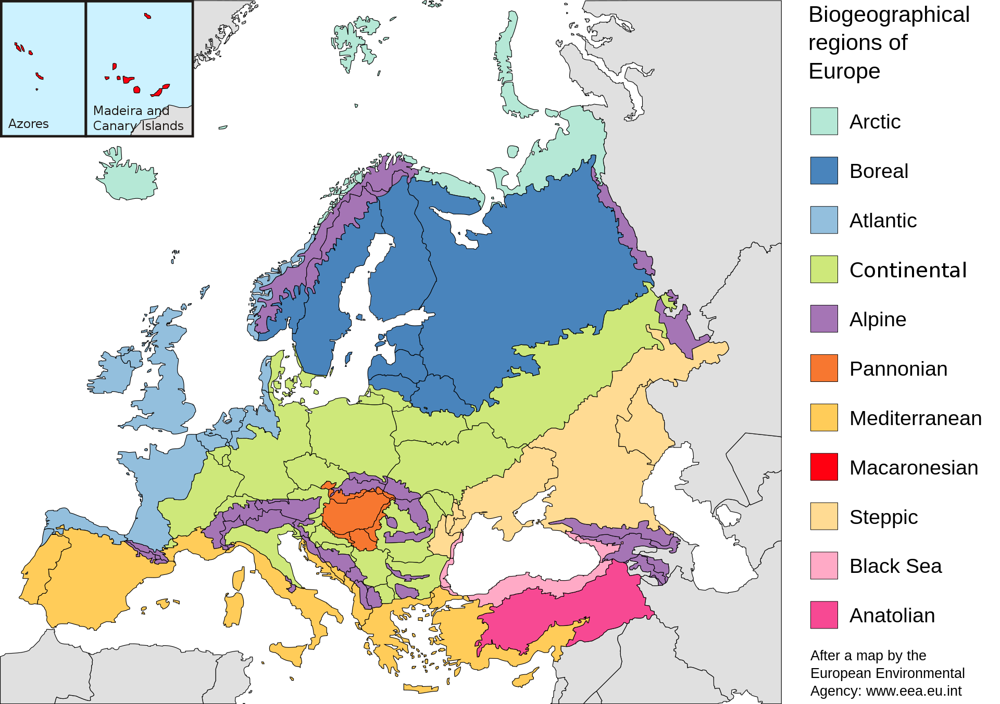 Azores
Madeira and
Canary Islands
Biogeographical
regions of
Europe
Arctic
Boreal
Atlantic
Continental
Alpine
Pannonian
Mediterranean
Macaronesian
Steppic
Black Sea
Anatolian
After a map by the
European Environmental
Agency: www.eea.eu.int